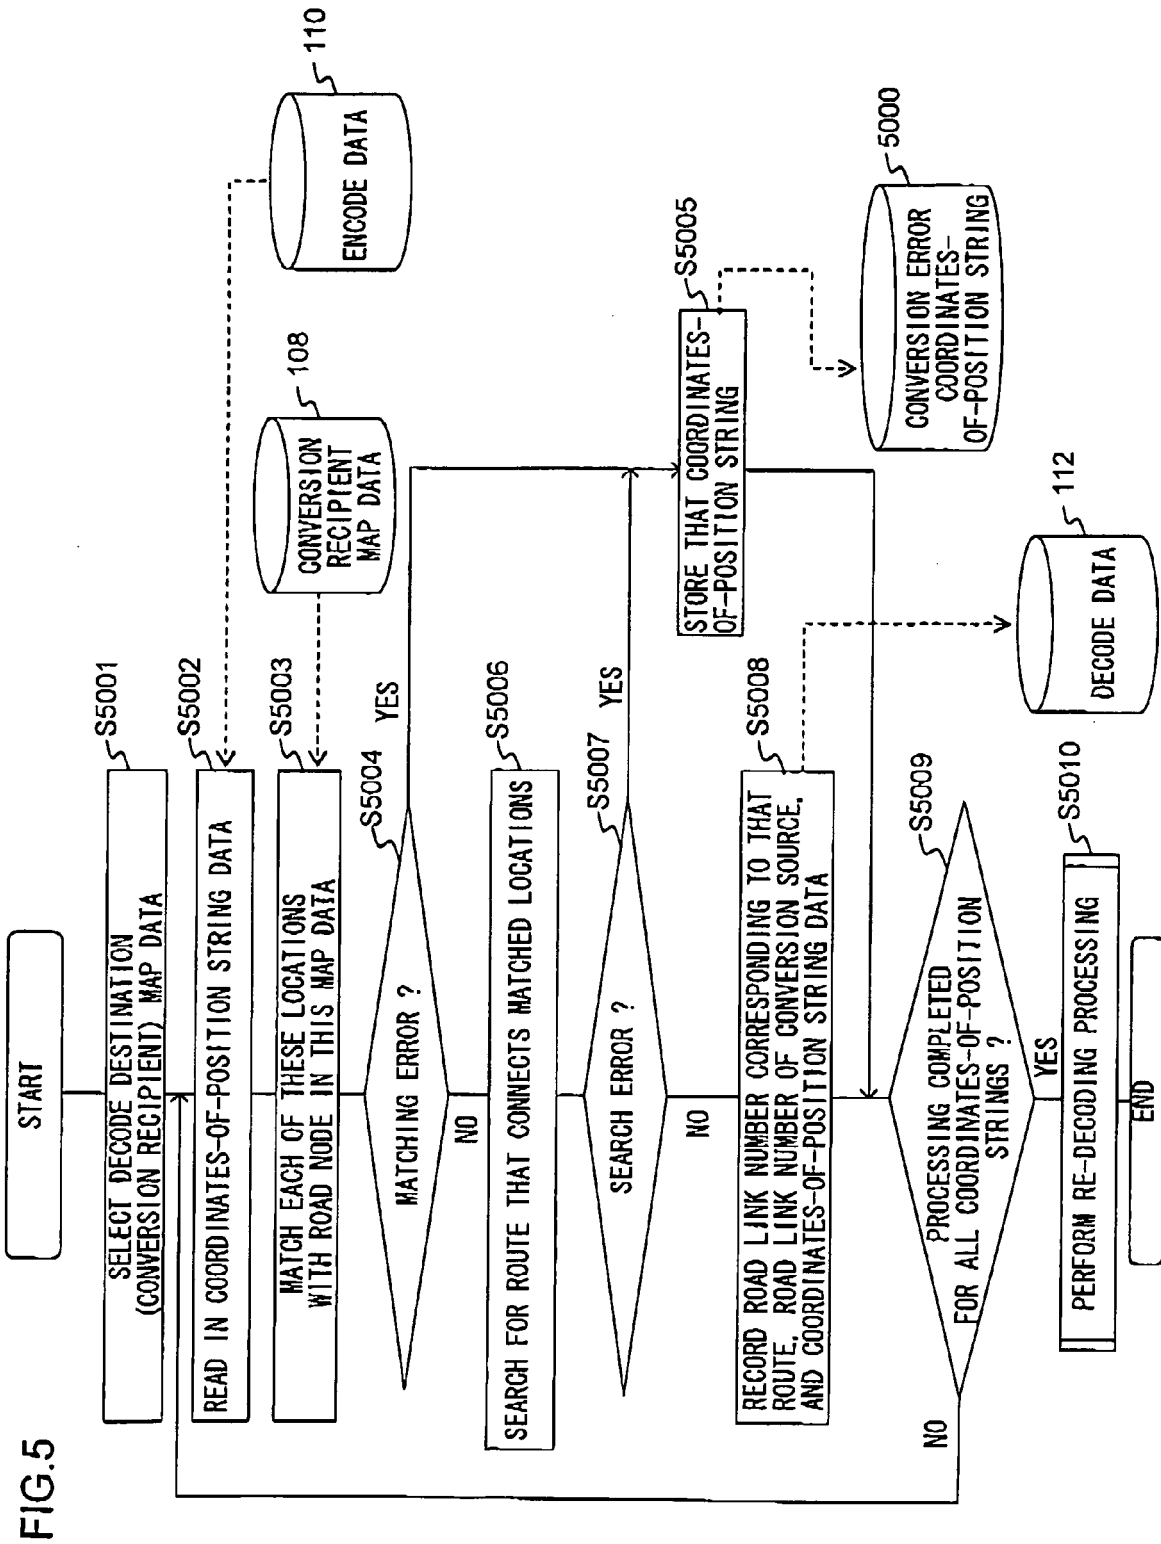 FIG.5
START
SELECT DECODE DESTINATION
(CONVERSION RECIPIENT) MAP DATA
S5001
READ IN COORDINATES-OF-POSITION STRING DATA
S5002
ENCODE DATA
110
MATCH EACH OF THESE LOCATIONS
WITH ROAD NODE IN THIS MAP DATA
S5003
CONVERSION
RECIPIENT
MAP DATA
108
MATCHING ERROR ?
S5004
YES
NO
SEARCH FOR ROUTE THAT CONNECTS MATCHED LOCATIONS
S5006
SEARCH ERROR ?
S5007
YES
NO
STORE THAT COORDINATES-
OF-POSITION STRING
S5005
CONVERSION ERROR
COORDINATES-
OF-POSITION STRING
5000
RECORD ROAD LINK NUMBER CORRESPONDING TO THAT
ROUTE, ROAD LINK NUMBER OF CONVERSION SOURCE,
AND COORDINATES-OF-POSITION STRING DATA
S5008
DECODE DATA
112
PROCESSING COMPLETED
FOR ALL COORDINATES-OF-POSITION
STRINGS ?
S5009
NO
YES
PERFORM RE-DECODING PROCESSING
S5010
END